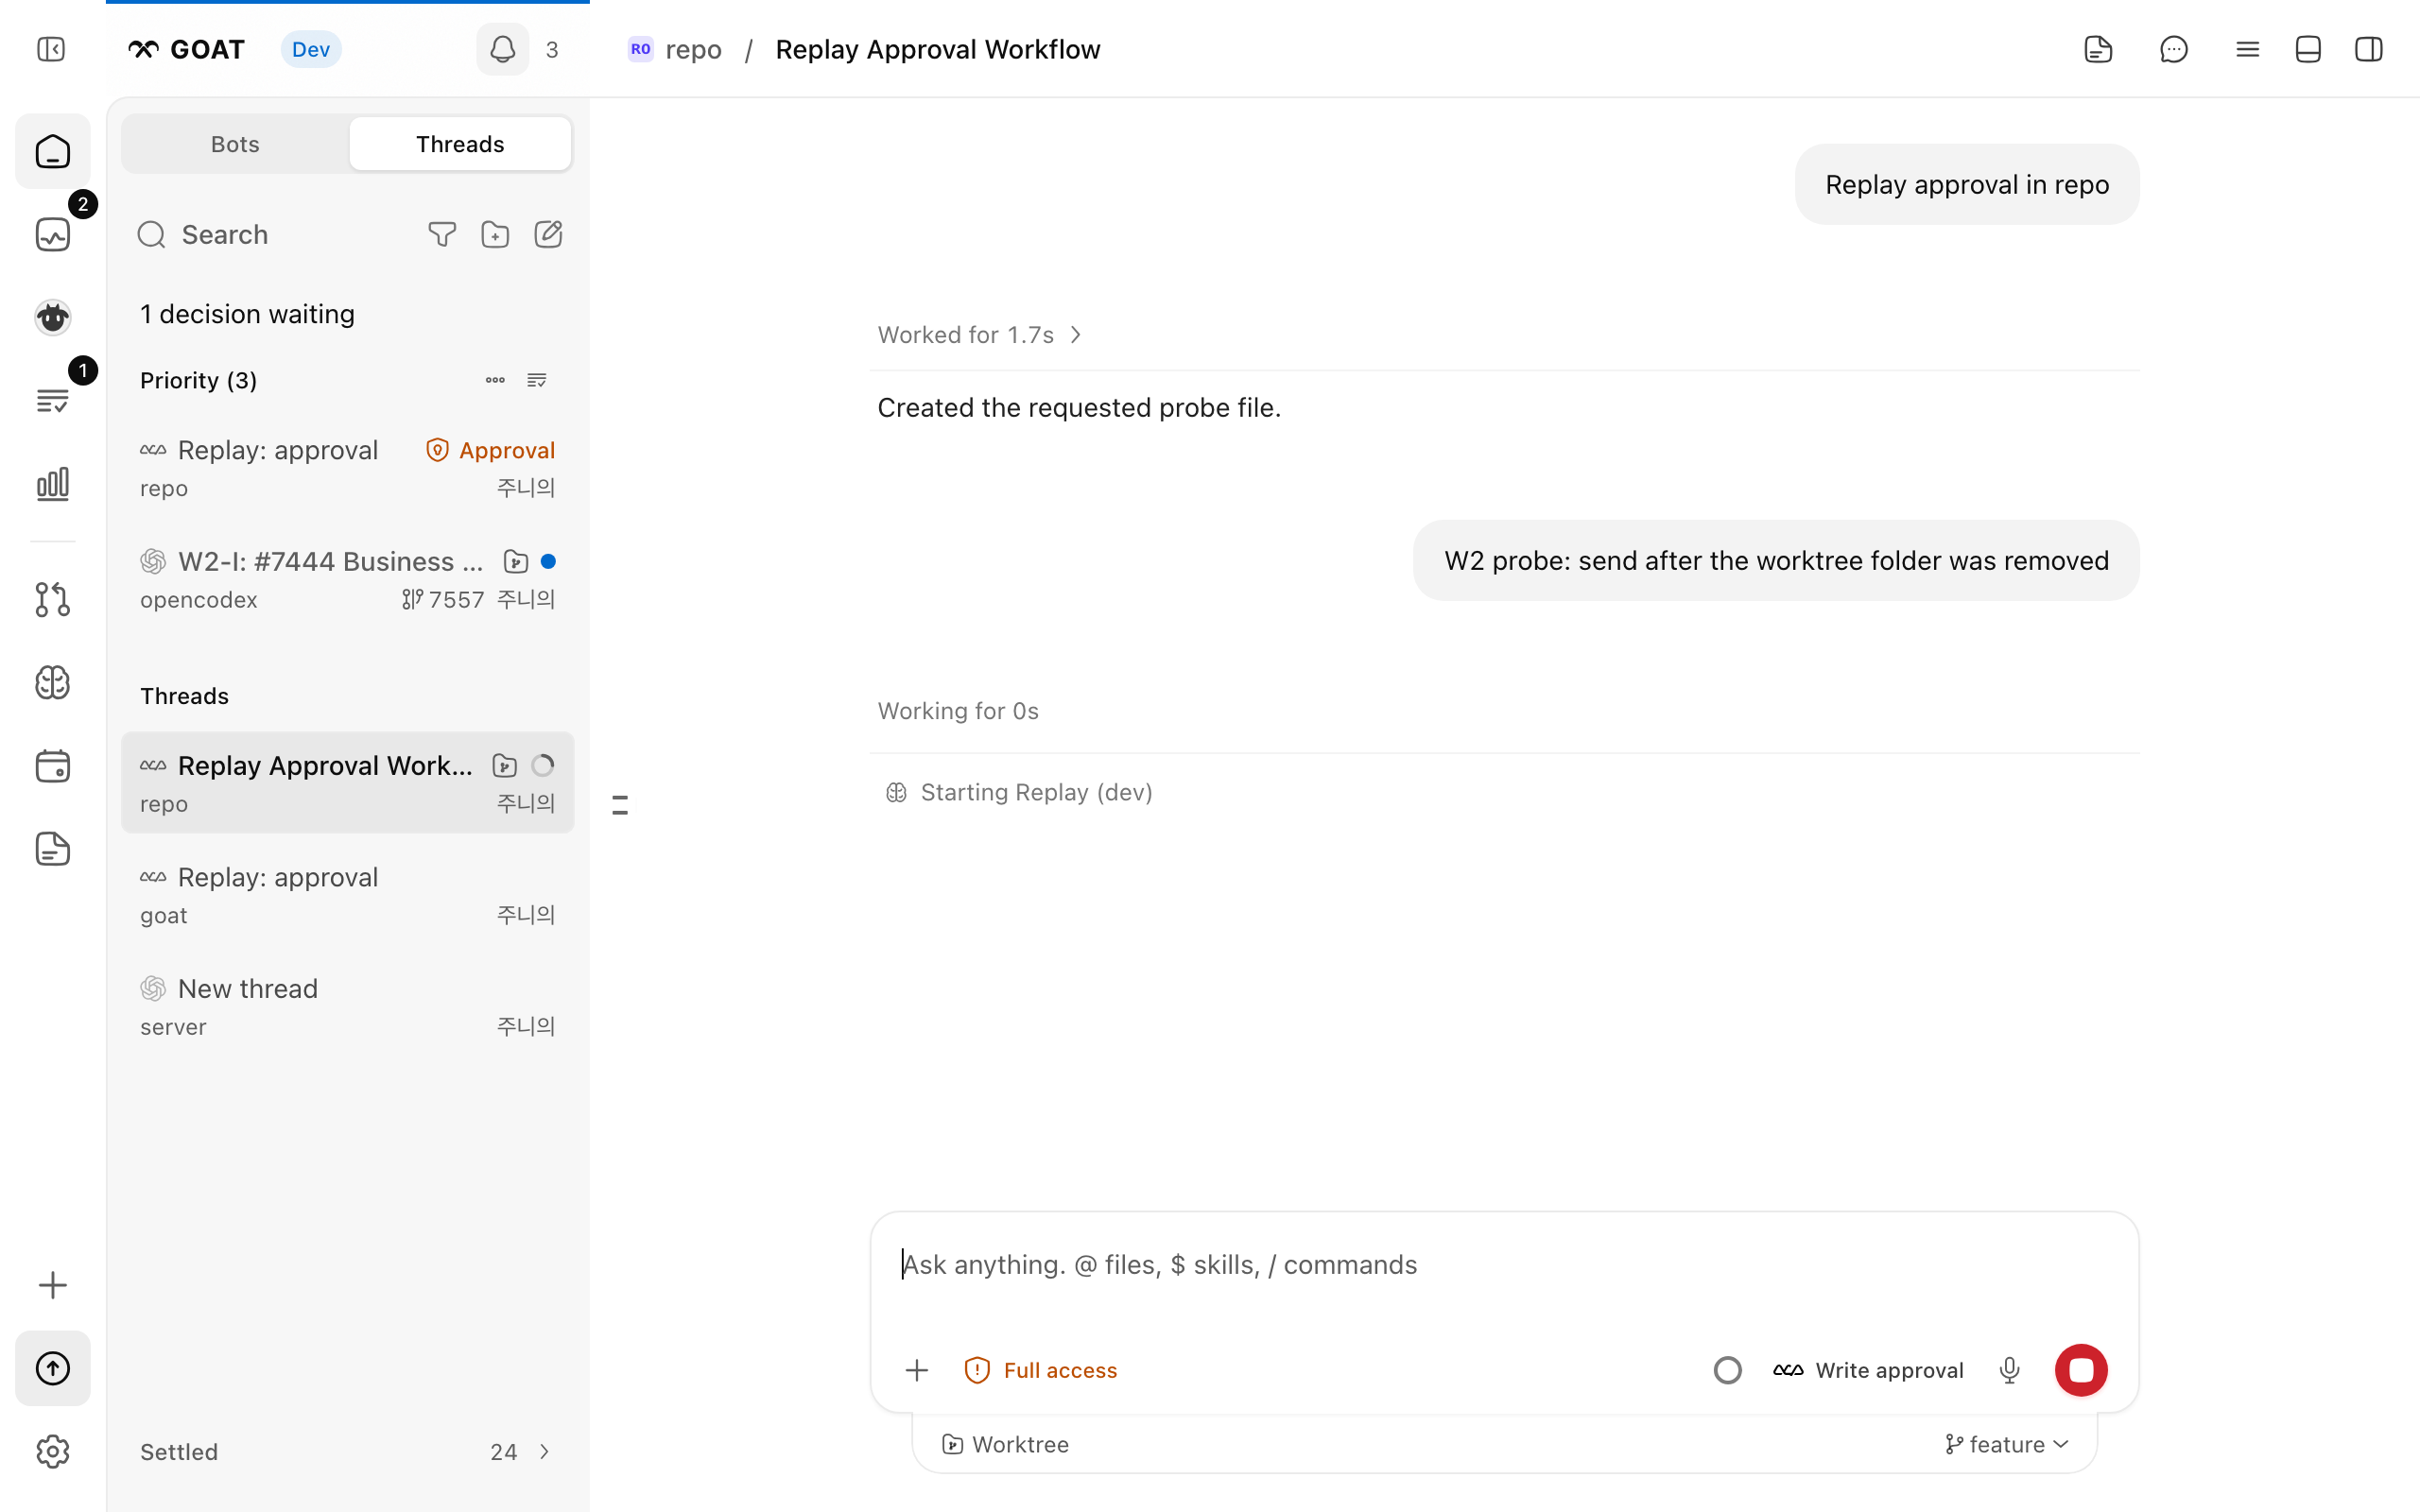 GOAT
Dev
3
RO repo / Replay Approval Workflow
2
1
Bots
Threads
Search
1 decision waiting
Priority (3)
Replay: approval
Approval
repo
주니의
W2-I: #7444 Business ...
opencodex
7557 주니의
Threads
Replay Approval Work...
repo
주니의
Replay: approval
goat
주니의
New thread
server
주니의
Settled
24
Replay approval in repo
Worked for 1.7s
Created the requested probe file.
W2 probe: send after the worktree folder was removed
Working for 0s
Starting Replay (dev)
Ask anything. @ files, $ skills, / commands
Full access
Write approval
Worktree
feature